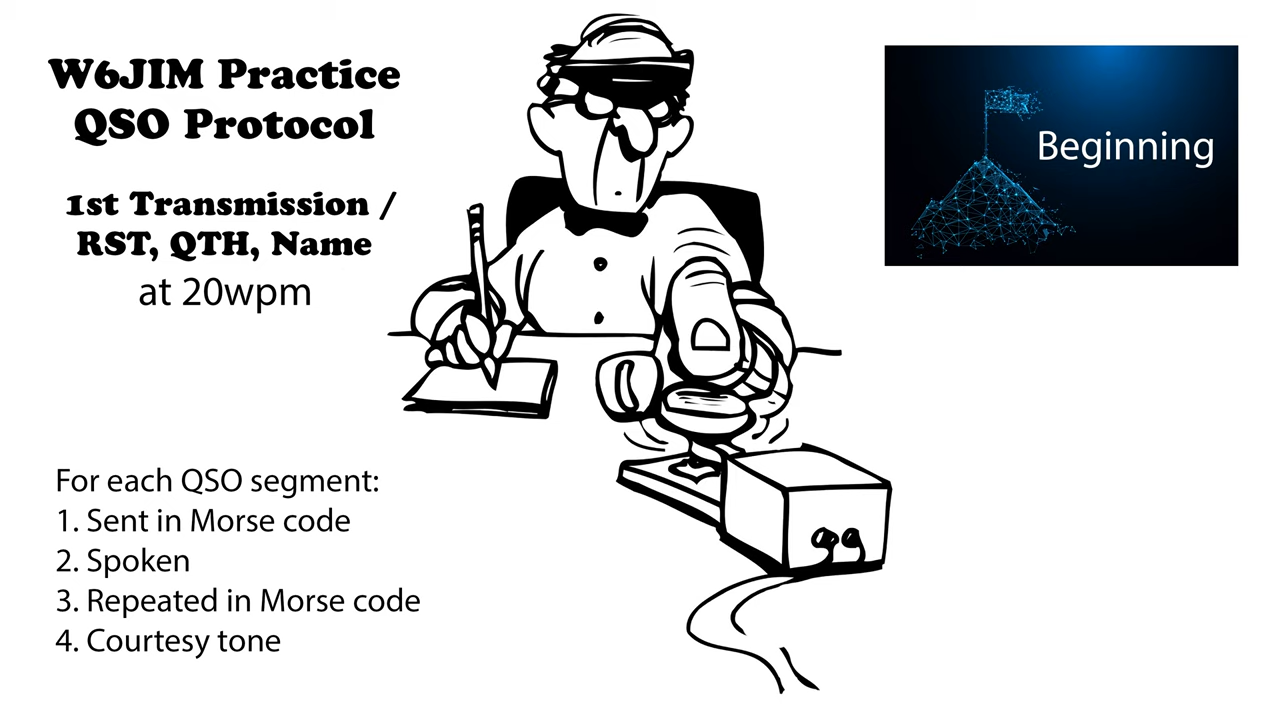 W6JIM Practice
QSO Protocol
1st Transmission /
RST, QTH, Name
at 20wpm
Beginning
For each QSO segment:
1. Sent in Morse code
2. Spoken
3. Repeated in Morse code
4. Courtesy tone